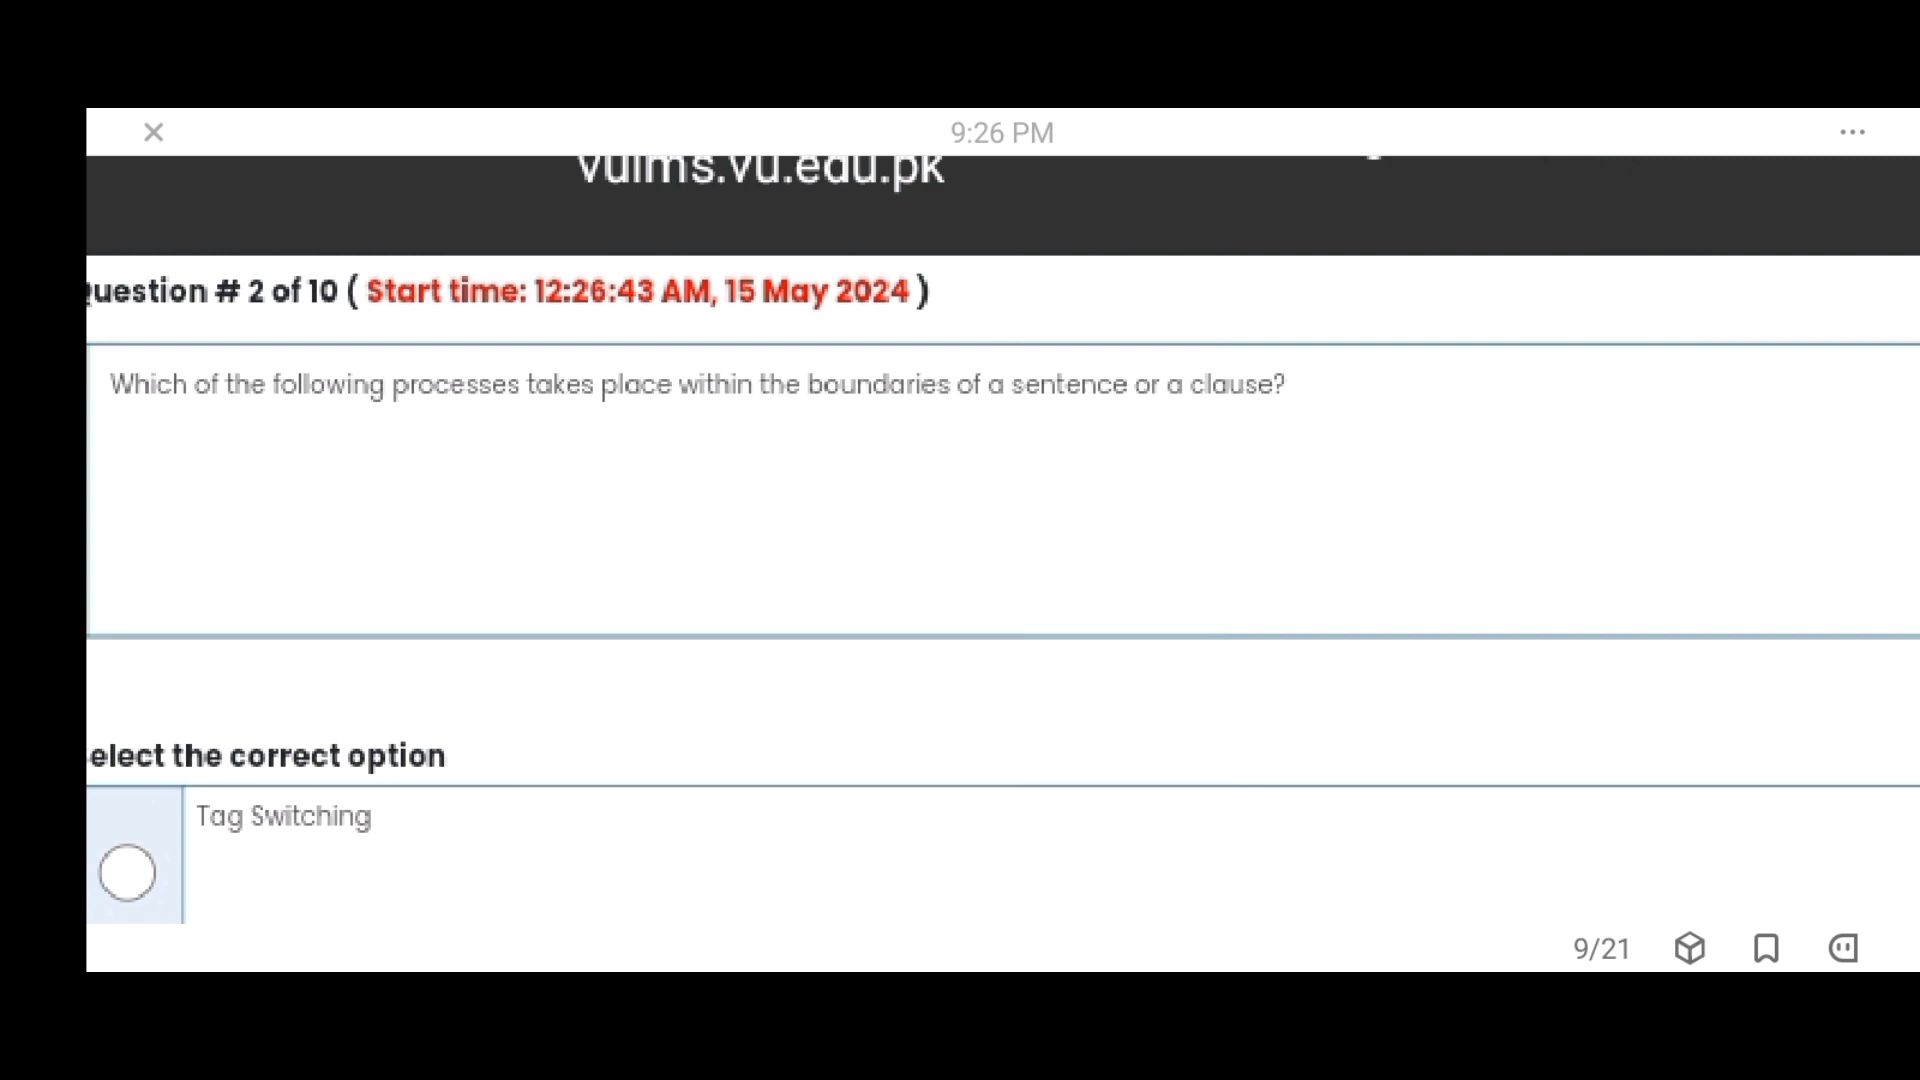 9:26 PM
vulms.vu.edu.pk
uestion # 2 of 10 ( Start time: 12:26:43 AM, 15 May 2024 )
Which of the following processes takes place within the boundaries of a sentence or a clause?
elect the correct option
Tag Switching
9/21